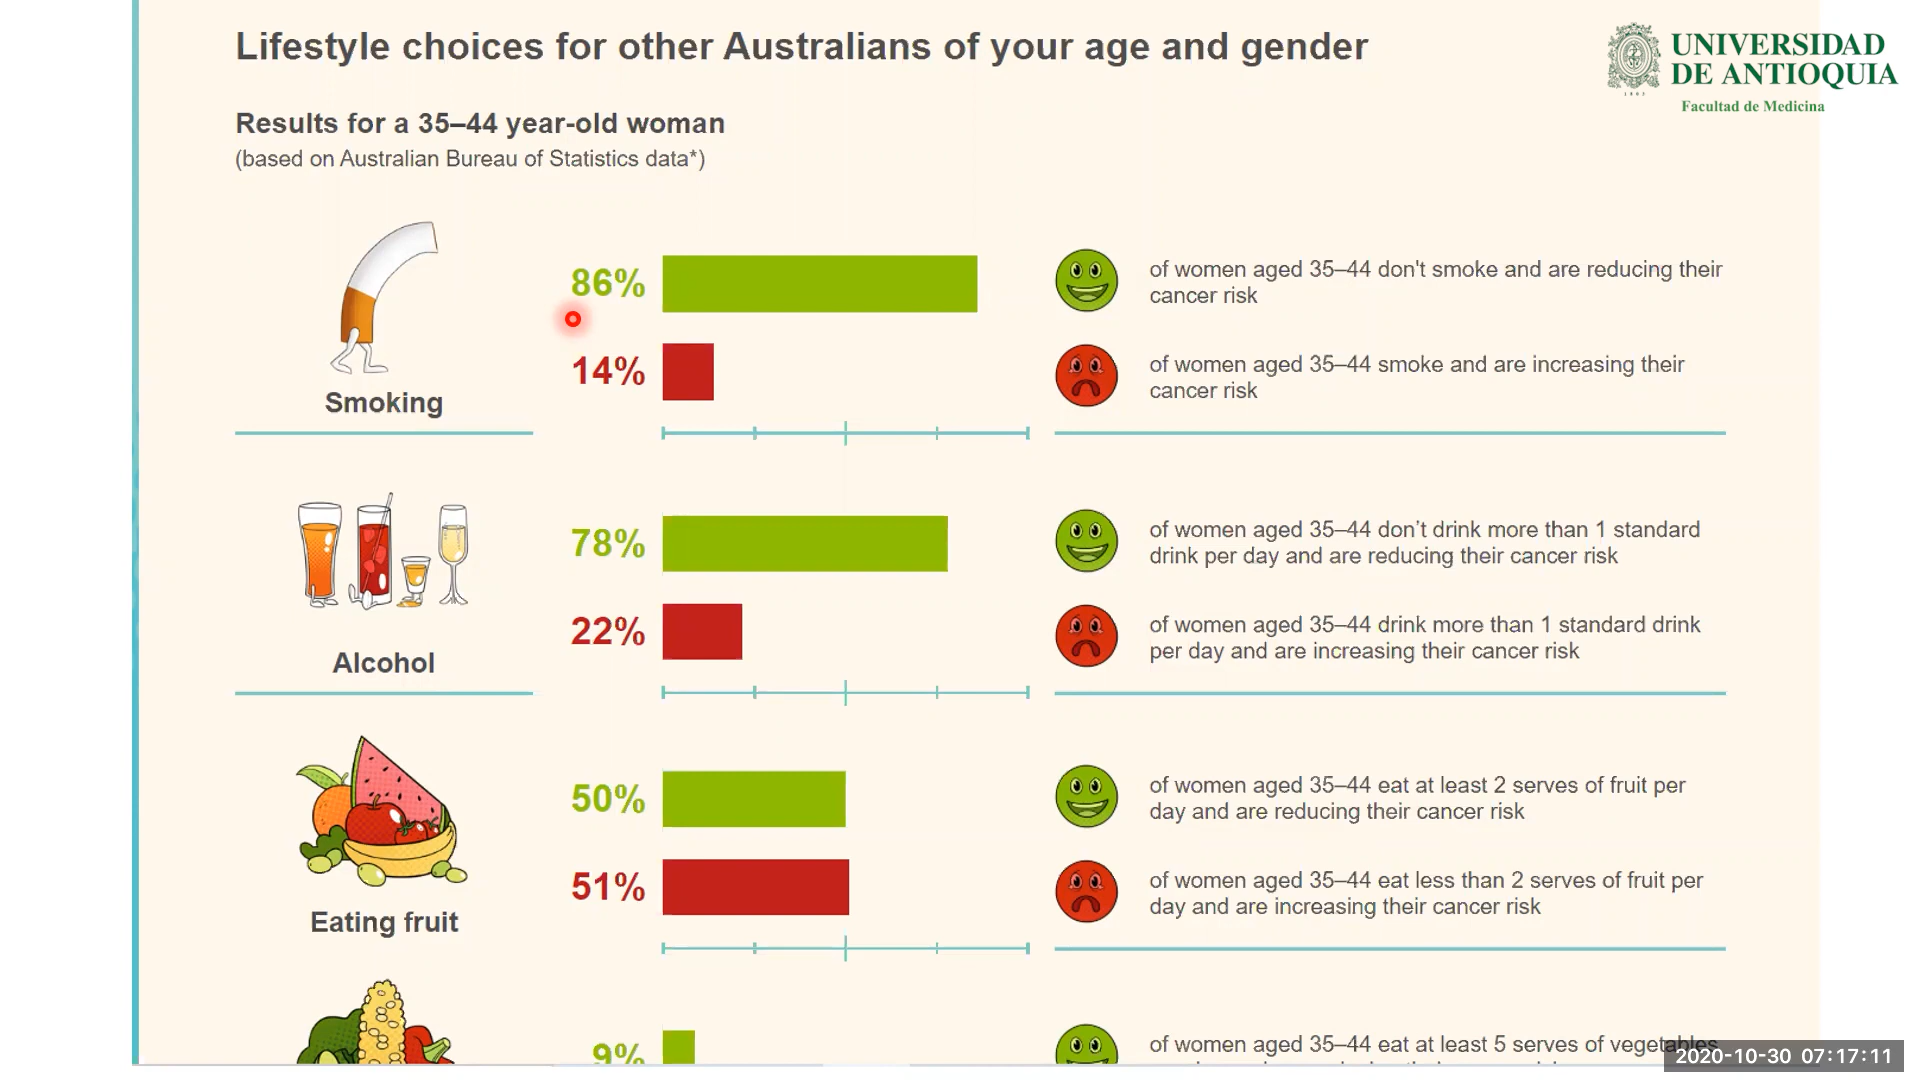 Lifestyle choices for other Australians of your age and gender
UNIVERSIDAD
DE ANTIOQUIA
1803
Facultad de Medicina
Results for a 35–44 year-old woman
(based on Australian Bureau of Statistics data*)
86%
of women aged 35–44 don't smoke and are reducing their
cancer risk
14%
of women aged 35–44 smoke and are increasing their
cancer risk
Smoking
78%
of women aged 35–44 don’t drink more than 1 standard
drink per day and are reducing their cancer risk
22%
of women aged 35–44 drink more than 1 standard drink
per day and are increasing their cancer risk
Alcohol
50%
of women aged 35–44 eat at least 2 serves of fruit per
day and are reducing their cancer risk
51%
of women aged 35–44 eat less than 2 serves of fruit per
day and are increasing their cancer risk
Eating fruit
9%
of women aged 35–44 eat at least 5 serves of vegetables
2020-10-30 07:17:11